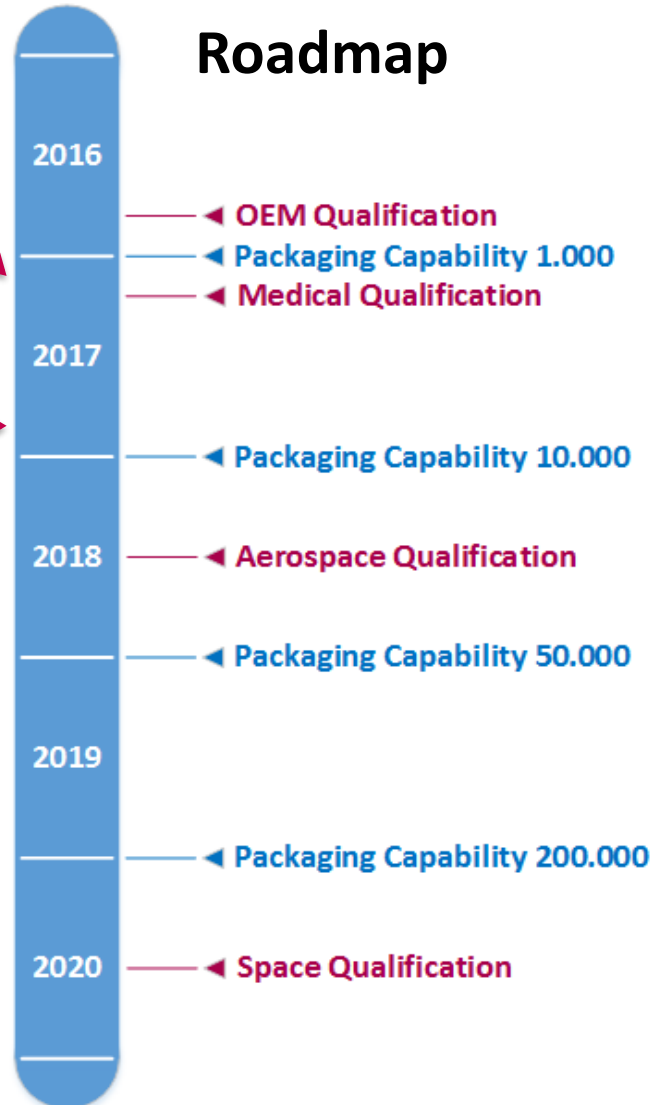 Roadmap
2016
OEM Qualification
Packaging Capability 1.000
Medical Qualification
2017
Packaging Capability 10.000
2018
Aerospace Qualification
Packaging Capability 50.000
2019
Packaging Capability 200.000
2020
Space Qualification